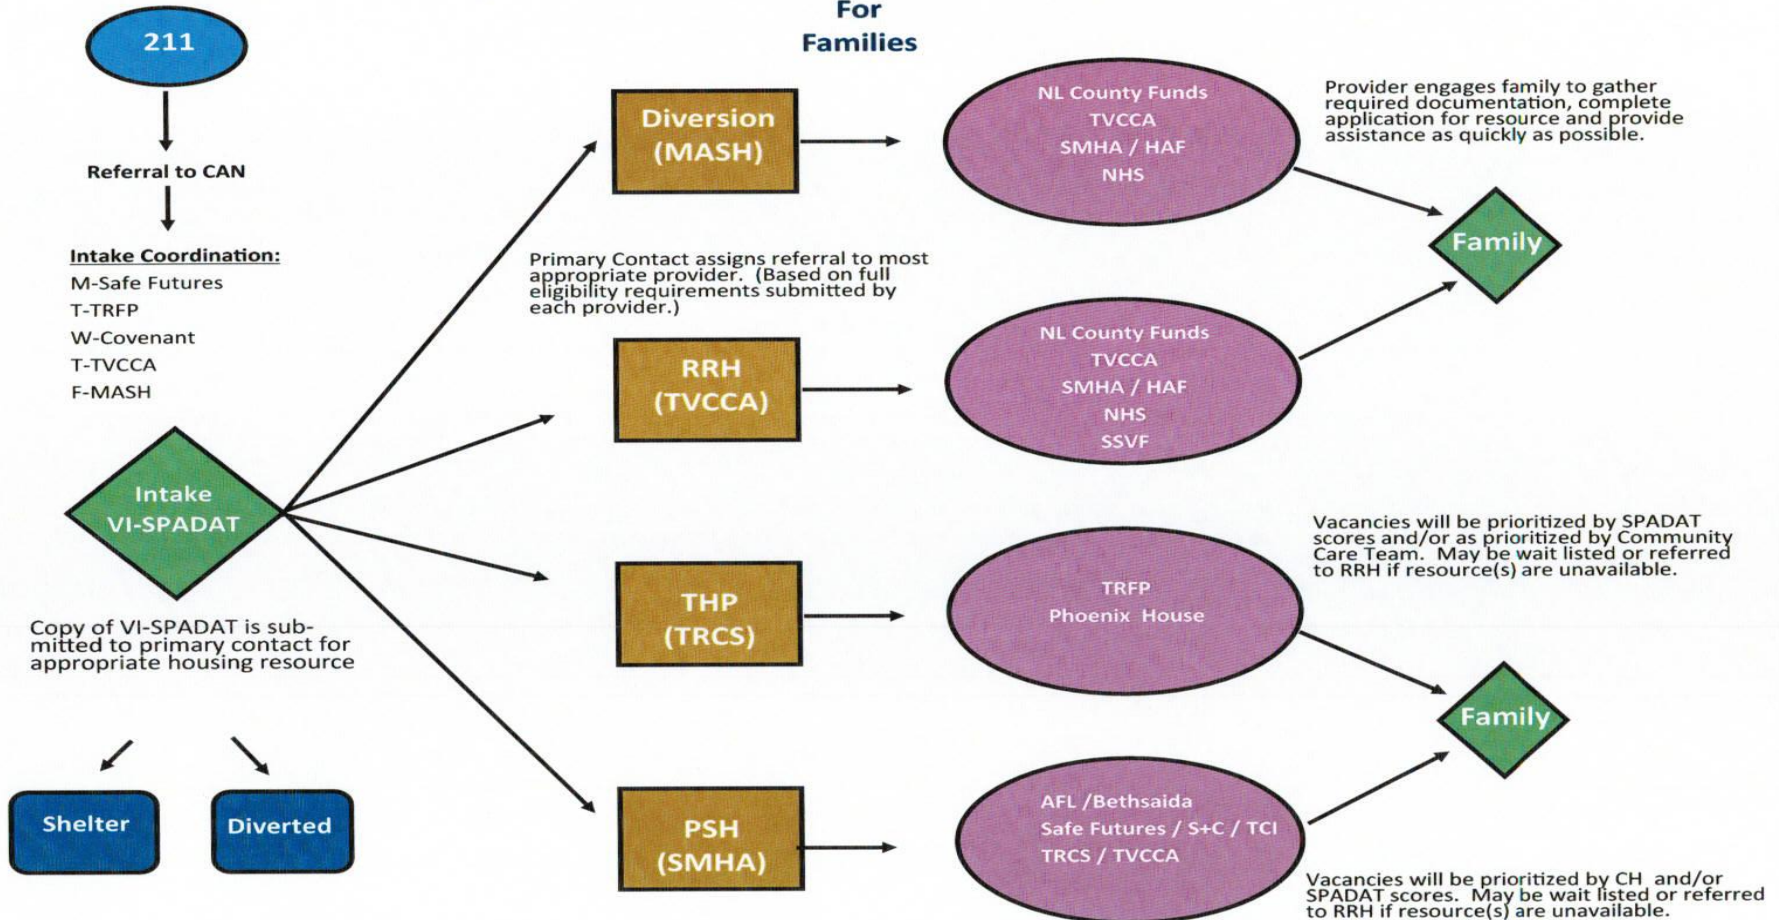 For
Families
211
Referral to CAN
Intake Coordination:
M-Safe Futures
T-TRFP
W-Covenant
T-TVCCA
F-MASH
Intake
VI-SPADAT
Copy of VI-SPADAT is sub-
mitted to primary contact for
appropriate housing resource
Shelter
Diverted
Diversion
(MASH)
Primary Contact assigns referral to most
appropriate provider. (Based on full
eligibility requirements submitted by
each provider.)
RRH
(TVCCA)
THP
(TRCS)
PSH
(SMHA)
NL County Funds
TVCCA
SMHA / HAF
NHS
NL County Funds
TVCCA
SMHA / HAF
NHS
SSVF
TRFP
Phoenix House
AFL /Bethsaida
Safe Futures / S+C / TCI
TRCS / TVCCA
Provider engages family to gather
required documentation, complete
application for resource and provide
assistance as quickly as possible.
Family
Vacancies will be prioritized by SPADAT
scores and/or as prioritized by Community
Care Team. May be wait listed or referred
to RRH if resource(s) are unavailable.
Family
Vacancies will be prioritized by CH and/or
SPADAT scores. May be wait listed or referred
to RRH if resource(s) are unavailable.